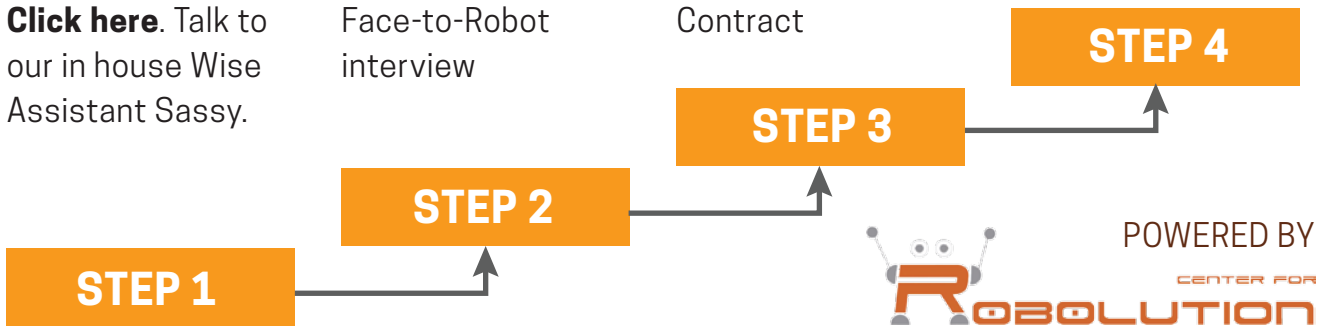 Click here. Talk to
our in house Wise
Assistant Sassy.
STEP 1
Face-to-Robot
interview
STEP 2
Contract
STEP 3
STEP 4
POWERED BY
CENTER FOR
ROBOLUTION